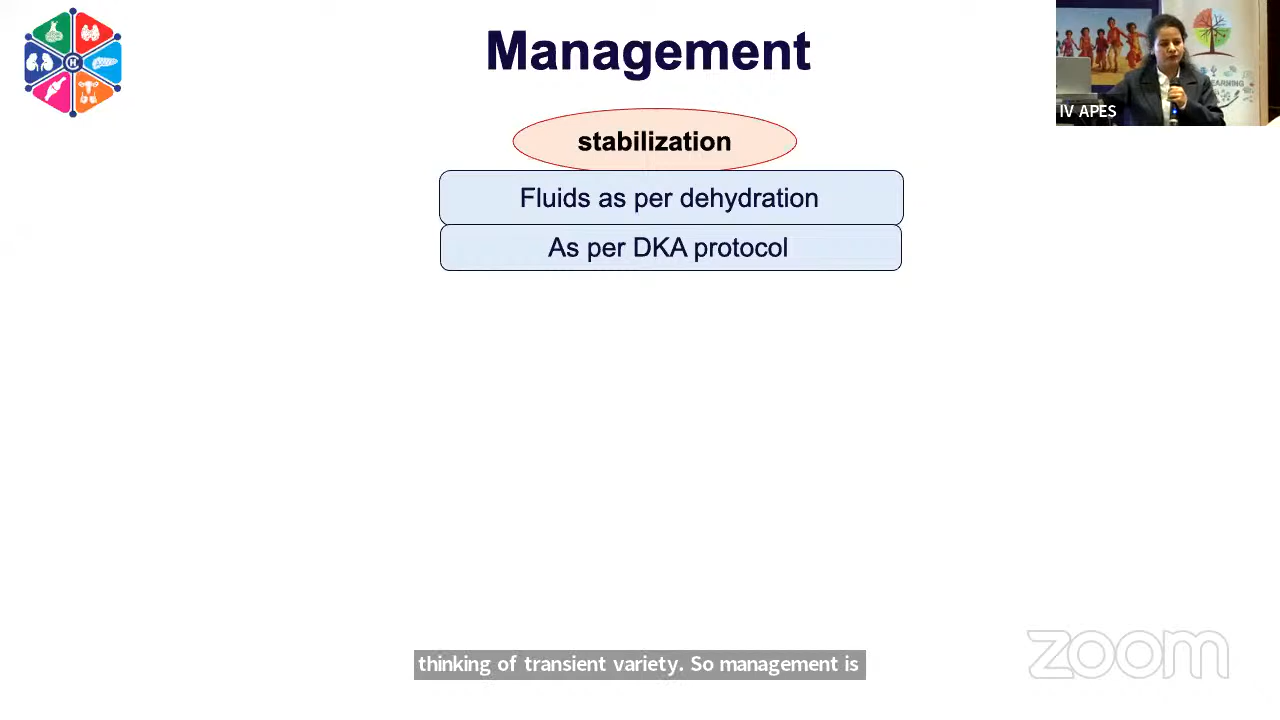 Management
stabilization
Fluids as per dehydration
As per DKA protocol
IV APES
H
thinking of transient variety. So management is
zoom